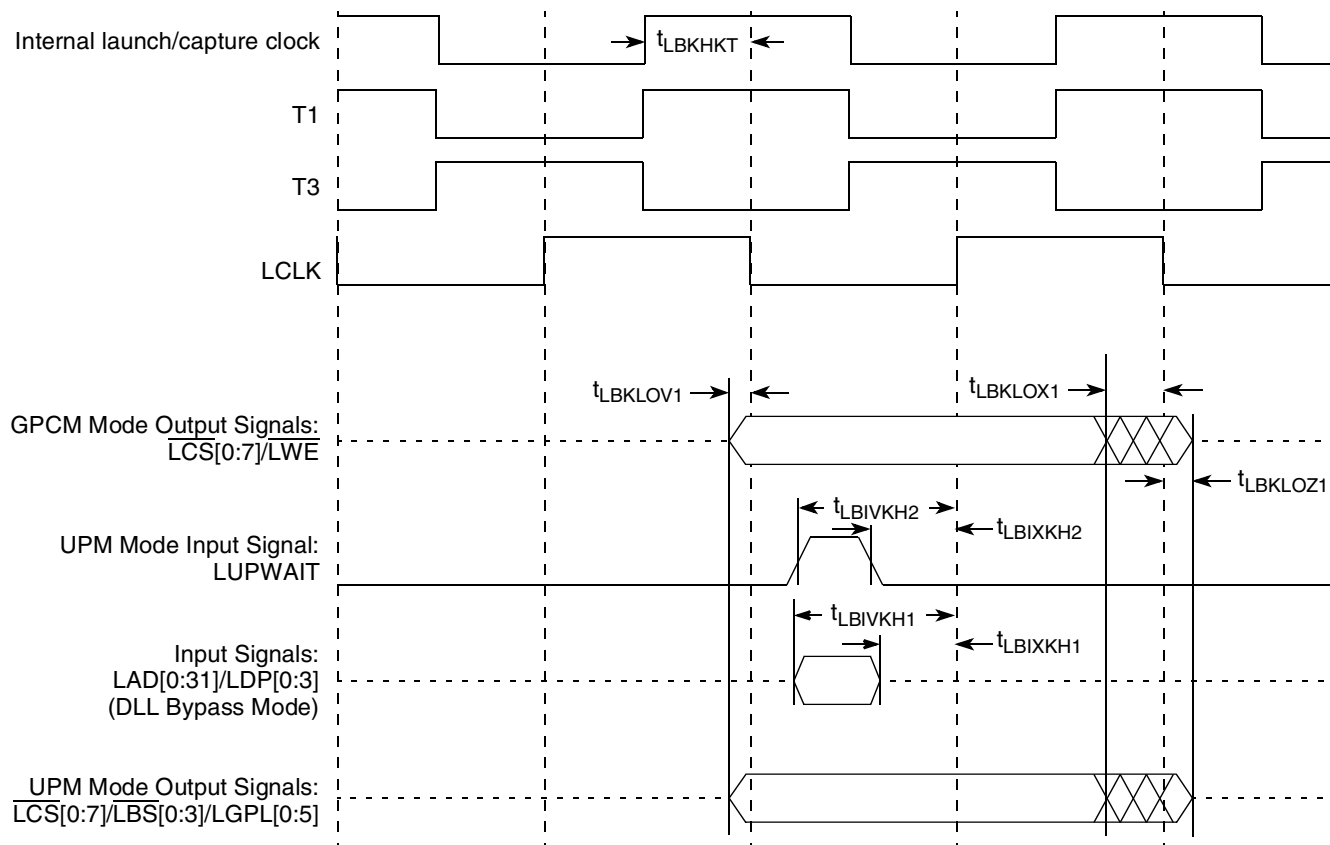 Internal launch/capture clock
tLBKHKT
T1
T3
LCLK
tLBKLOV1
tLBKLOX1
GPCM Mode Output Signals:
LCS[0:7]/LWE
tLBKLOZ1
tLBIVKH2
tLBIXKH2
UPM Mode Input Signal:
LUPWAIT
tLBIVKH1
tLBIXKH1
Input Signals:
LAD[0:31]/LDP[0:3]
(DLL Bypass Mode)
UPM Mode Output Signals:
LCS[0:7]/LBS[0:3]/LGPL[0:5]